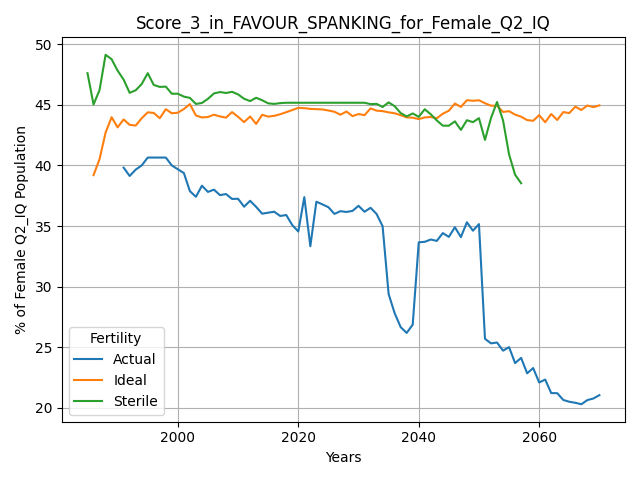 Score_3_in_FAVOUR_SPANKING_for_Female_Q2_IQ
% of Female Q2_IQ Population
50
45
40
35
30
25
20
Fertility
Actual
Ideal
Sterile
2000 2020 2040 2060
Years